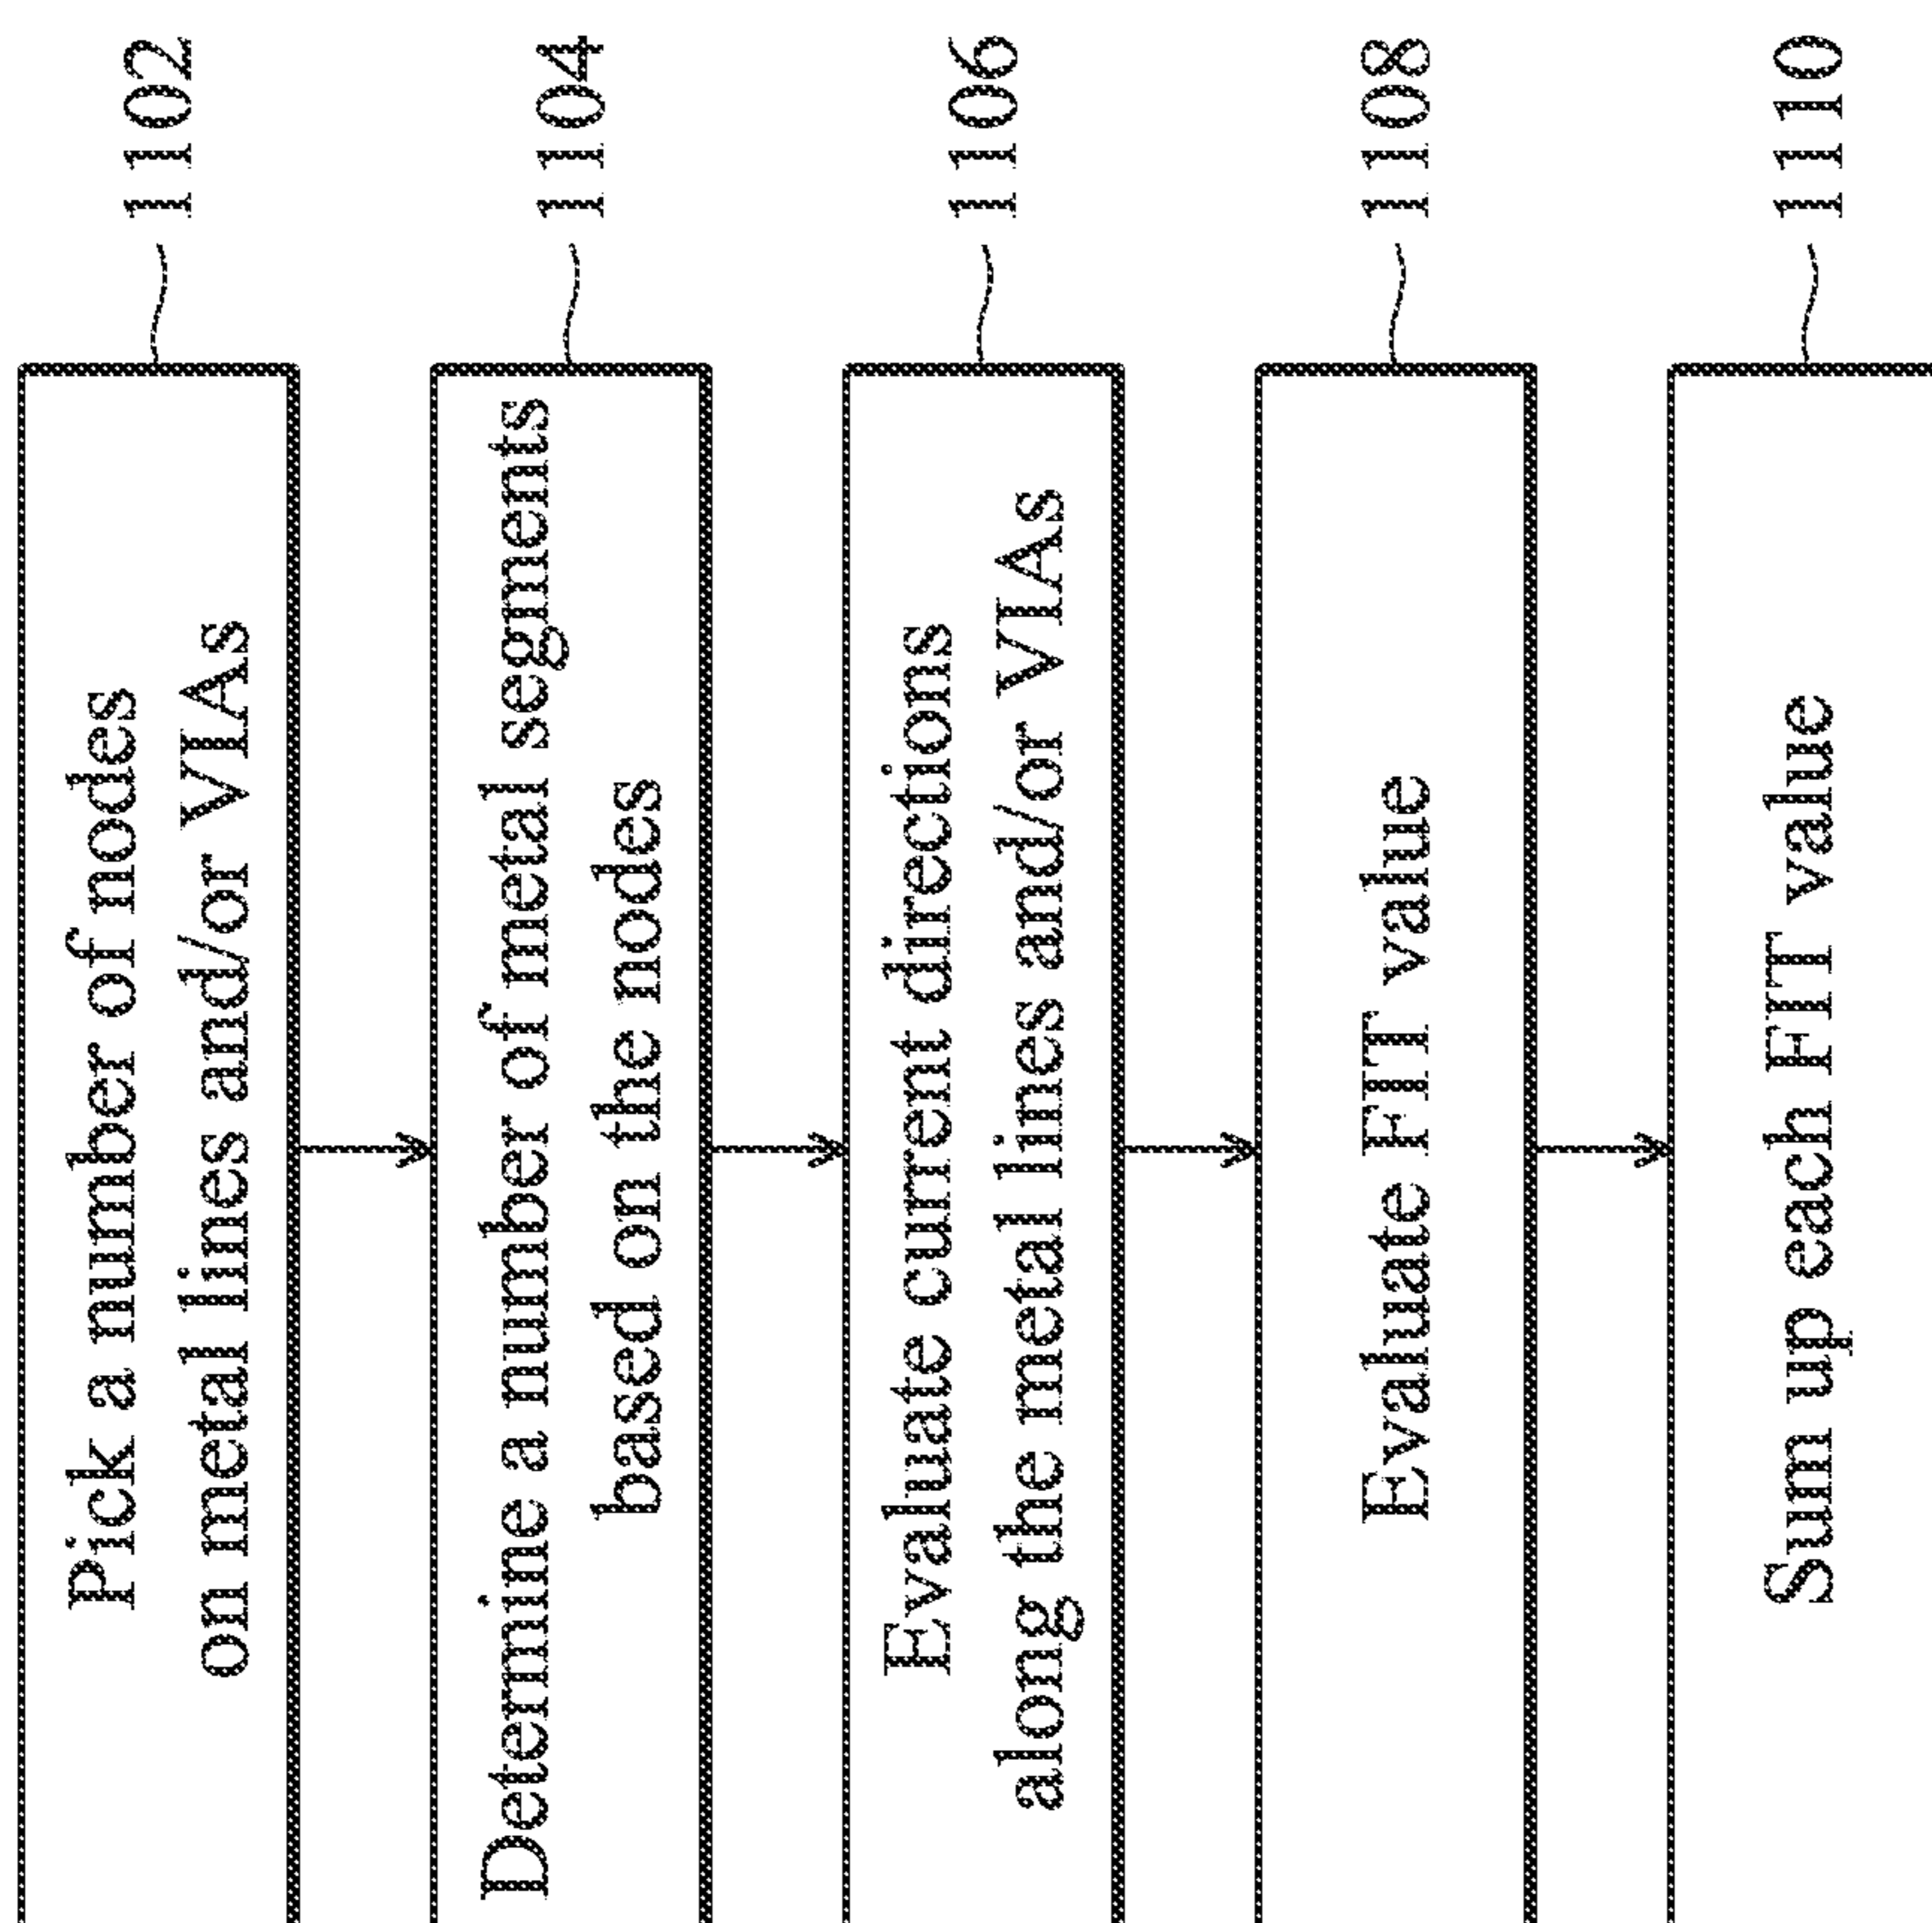 Pick a number of nodes
on metal lines and/or VIAs
1102
Determine a number of metal segments
based on the nodes
1104
Evaluate current directions
along the metal lines and/or VIAs
1106
Evaluate FIT value
1108
Sum up each FIT value
1110